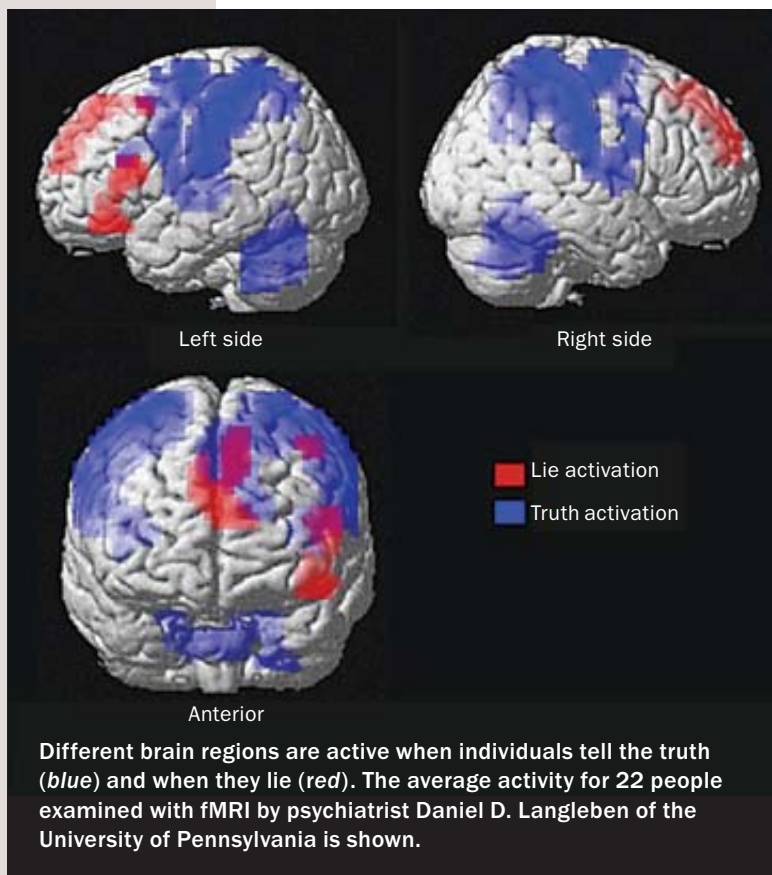 Left side
Right side
Lie activation
Truth activation
Anterior
Different brain regions are active when individuals tell the truth
(blue) and when they lie (red). The average activity for 22 people
examined with fMRI by psychiatrist Daniel D. Langleben of the
University of Pennsylvania is shown.